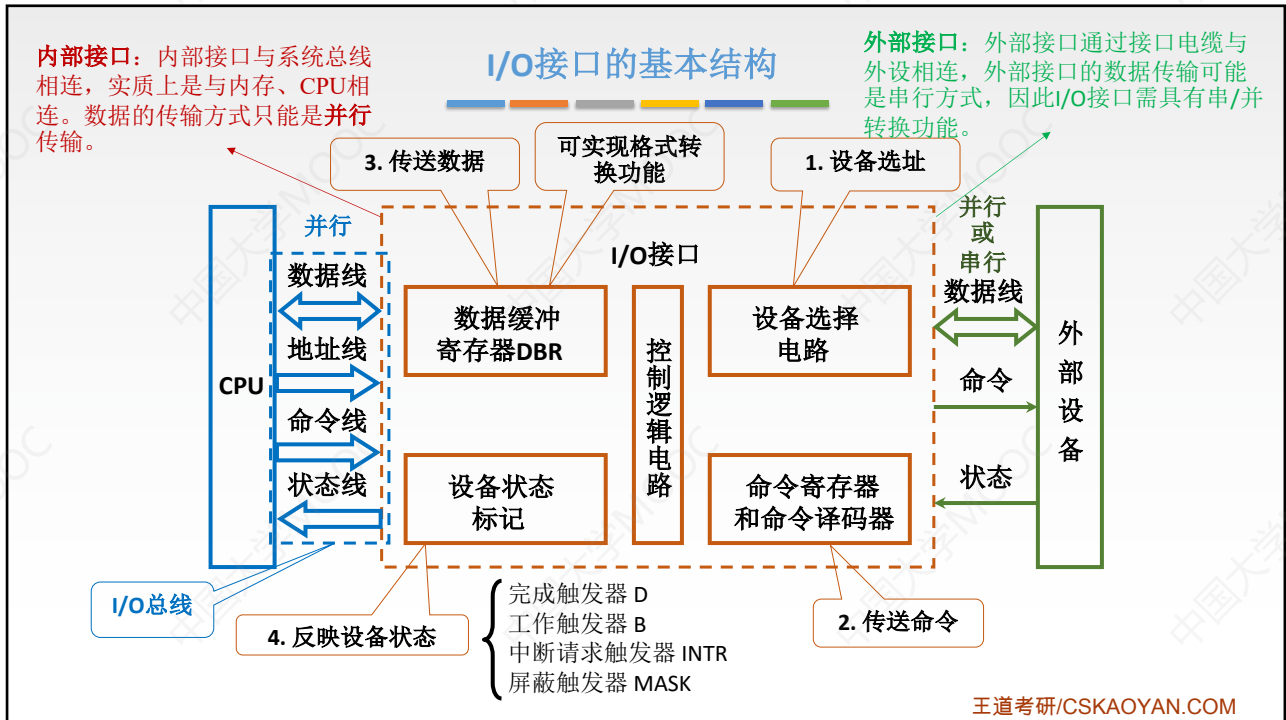 I/O接口的基本结构
内部接口：内部接口与系统总线
相连，实质上是与内存、CPU相
连。数据的传输方式只能是并行
传输。
外部接口：外部接口通过接口电缆与
外设相连，外部接口的数据传输可能
是串行方式，因此I/O接口需具有串/并
转换功能。
3. 传送数据
可实现格式转
换功能
1. 设备选址
并行
I/O接口
并行
或
串行
CPU
数据线
地址线
命令线
状态线
数据缓冲
寄存器DBR
控制逻辑电路
设备选择
电路
设备状态
标记
命令寄存器
和命令译码器
数据线
命令
状态
外部设备
I/O总线
4. 反映设备状态
完成触发器 D
工作触发器 B
中断请求触发器 INTR
屏蔽触发器 MASK
2. 传送命令
王道考研/CSKAOYAN.COM
中国大学MOOC